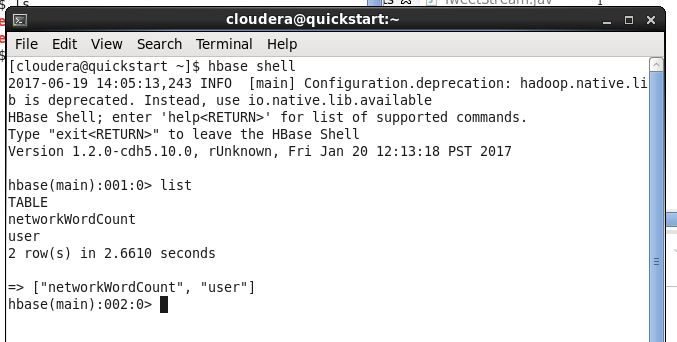 $ ls
TweetStream.jav
cloudera@quickstart:~
File Edit View Search Terminal Help
[cloudera@quickstart ~]$ hbase shell
2017-06-19 14:05:13,243 INFO  [main] Configuration.deprecation: hadoop.native.li
b is deprecated. Instead, use io.native.lib.available
HBase Shell; enter 'help<RETURN>' for list of supported commands.
Type "exit<RETURN>" to leave the HBase Shell
Version 1.2.0-cdh5.10.0, rUnknown, Fri Jan 20 12:13:18 PST 2017
hbase(main):001:0> list
TABLE
networkWordCount
user
2 row(s) in 2.6610 seconds
=> ["networkWordCount", "user"]
hbase(main):002:0>